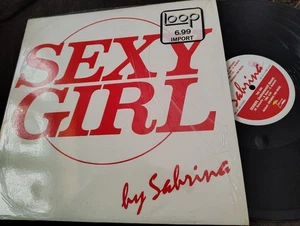 loop
6.99
IMPORT
SEXY
GIRL
by Sabrina
Sabrina